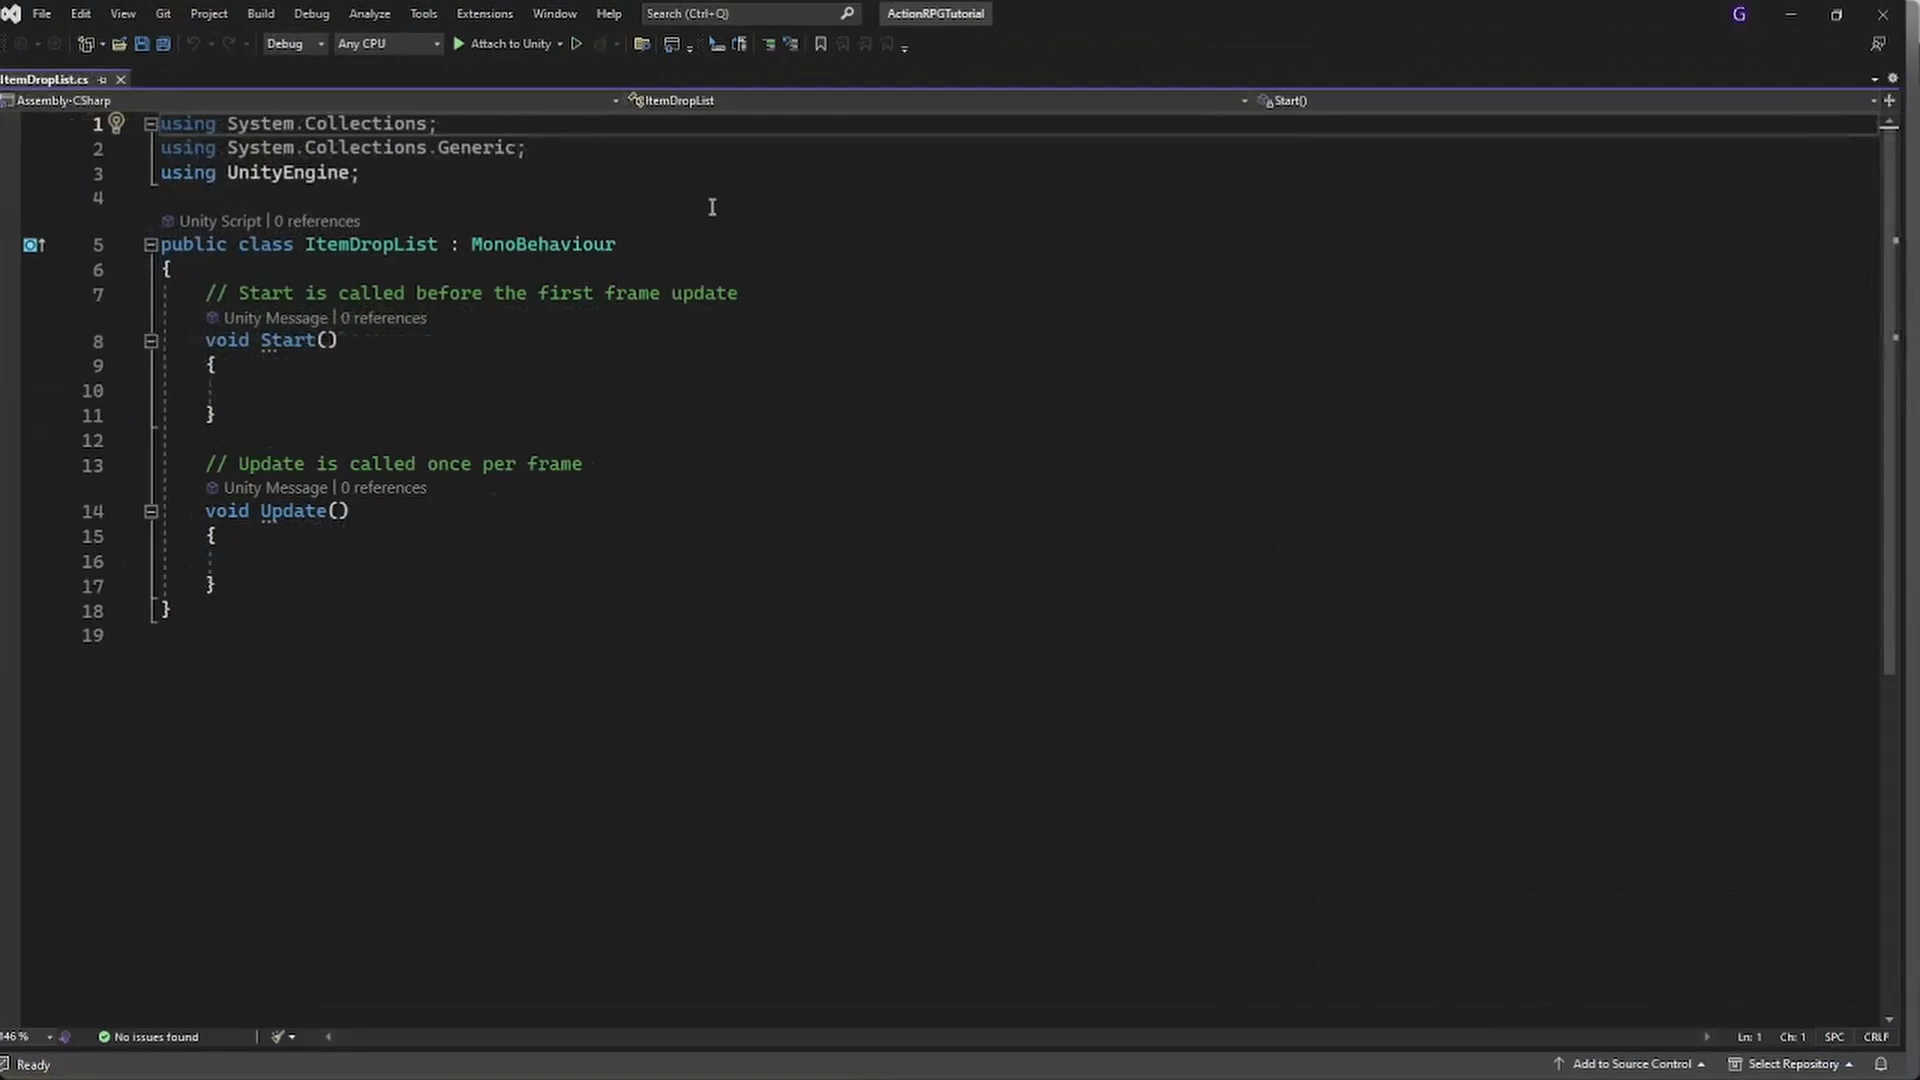 File Edit View Git Project Build Debug Analyze Tools Extensions Window Help Search (Ctrl+Q) ActionRPGTutorial G
Debug Any CPU Attach to Unity
ItemDropList.cs
Assembly-CSharp ItemDropList Start()
1 using System.Collections;
2 using System.Collections.Generic;
3 using UnityEngine;
4
Unity Script | 0 references
5 public class ItemDropList : MonoBehaviour
6 {
7 // Start is called before the first frame update
Unity Message | 0 references
8 void Start()
9 {
10
11 }
12
13 // Update is called once per frame
Unity Message | 0 references
14 void Update()
15 {
16
17 }
18 }
19
146 % No issues found Ln: 1 Ch: 1 SPC CRLF
Ready Add to Source Control Select Repository